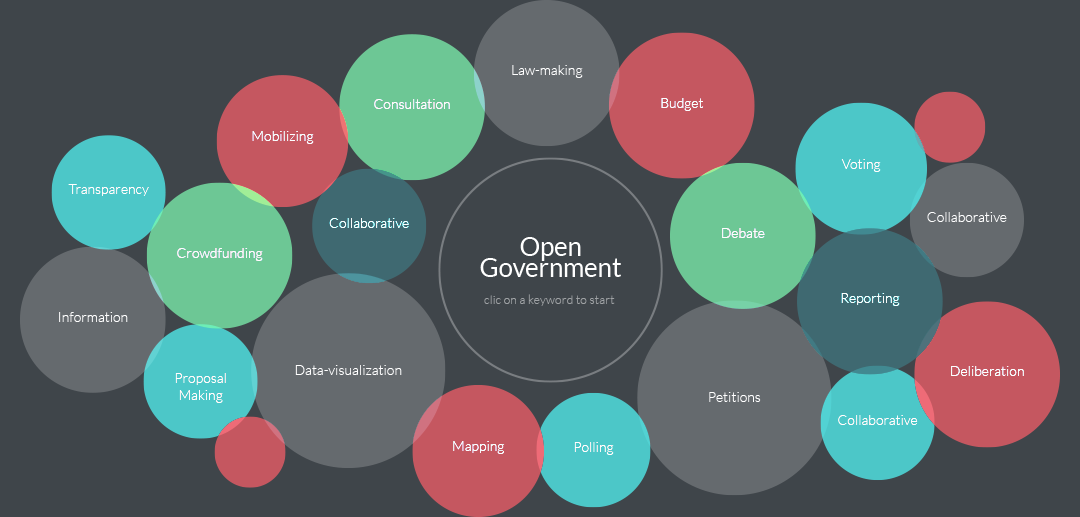 Law-making
Consultation
Budget
Mobilizing
Voting
Transparency
Collaborative
Collaborative
Debate
Crowdfunding
Open
Government
clic on a keyword to start
Reporting
Information
Data-visualization
Deliberation
Proposal
Making
Petitions
Collaborative
Mapping
Polling